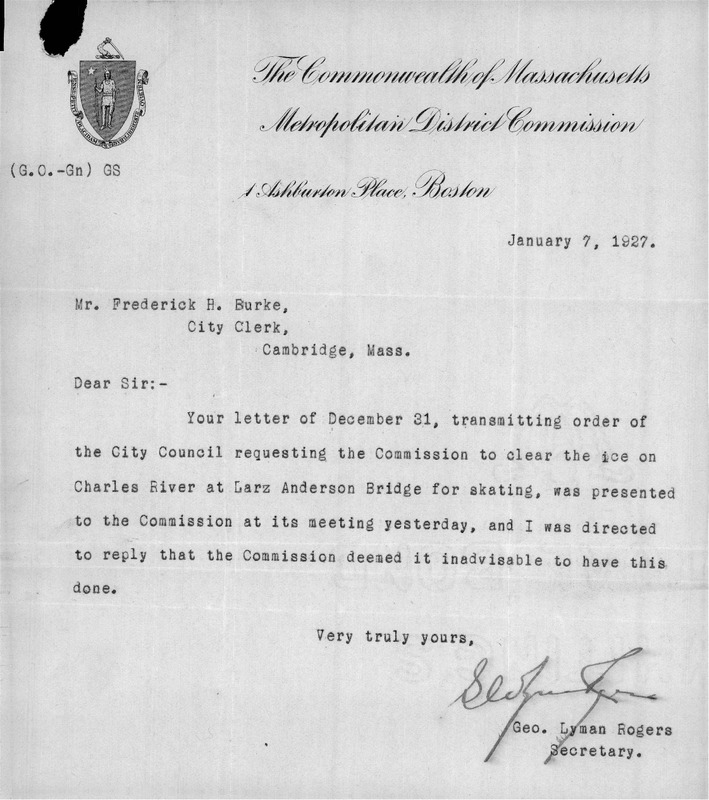 The Commonwealth of Massachusetts
Metropolitan District Commission
(G.O.-Gn) GS
1 Ashburton Place, Boston
January 7, 1927.
Mr. Frederick H. Burke,
City Clerk,
Cambridge, Mass.
Dear Sir:-
Your letter of December 31, transmitting order of
the City Council requesting the Commission to clear the ice on
Charles River at Larz Anderson Bridge for skating, was presented
to the Commission at its meeting yesterday, and I was directed
to reply that the Commission deemed it inadvisable to have this
done.
Very truly yours,
Geo. Lyman Rogers
Secretary.